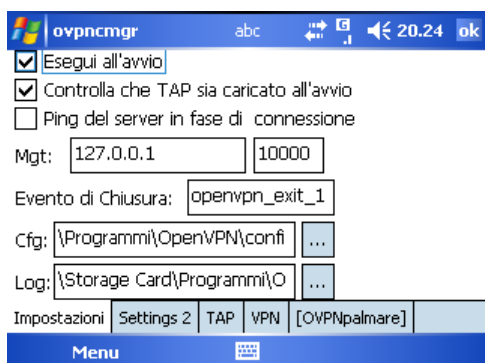 ovpncmgr abc G 20.24 ok
Esegui all'avvio
Controlla che TAP sia caricato all'avvio
Ping del server in fase di connessione
Mgt: 127.0.0.1 10000
Evento di Chiusura: openvpn_exit_1
Cfg: \Programmi\OpenVPN\confi ...
Log: \Storage Card\Programmi\O ...
Impostazioni Settings 2 TAP VPN [OVPNpalmare]
Menu